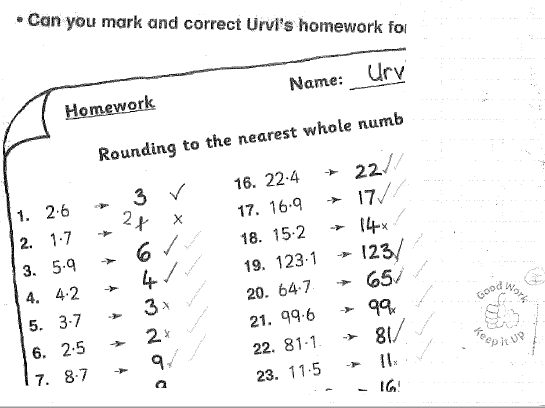 • Can you mark and correct Urvi's homework for
Name: Urv
Homework
Rounding to the nearest whole numb
1. 2·6 → 3 ✓
2. 1·7 → 2 x
3. 5·9 → 6 ✓
4. 4·2 → 4 ✓
5. 3·7 → 3 x
6. 2·5 → 2 x
7. 8·7 → 9 ✓
16. 22·4 → 22 ✓
17. 16·9 → 17 ✓
18. 15·2 → 14 x
19. 123·1 → 123 ✓
20. 64·7 → 65 ✓
21. 99·6 → 99 x
22. 81·1 → 81 ✓
23. 11·5 → 11 x
Good Work
Keep it Up